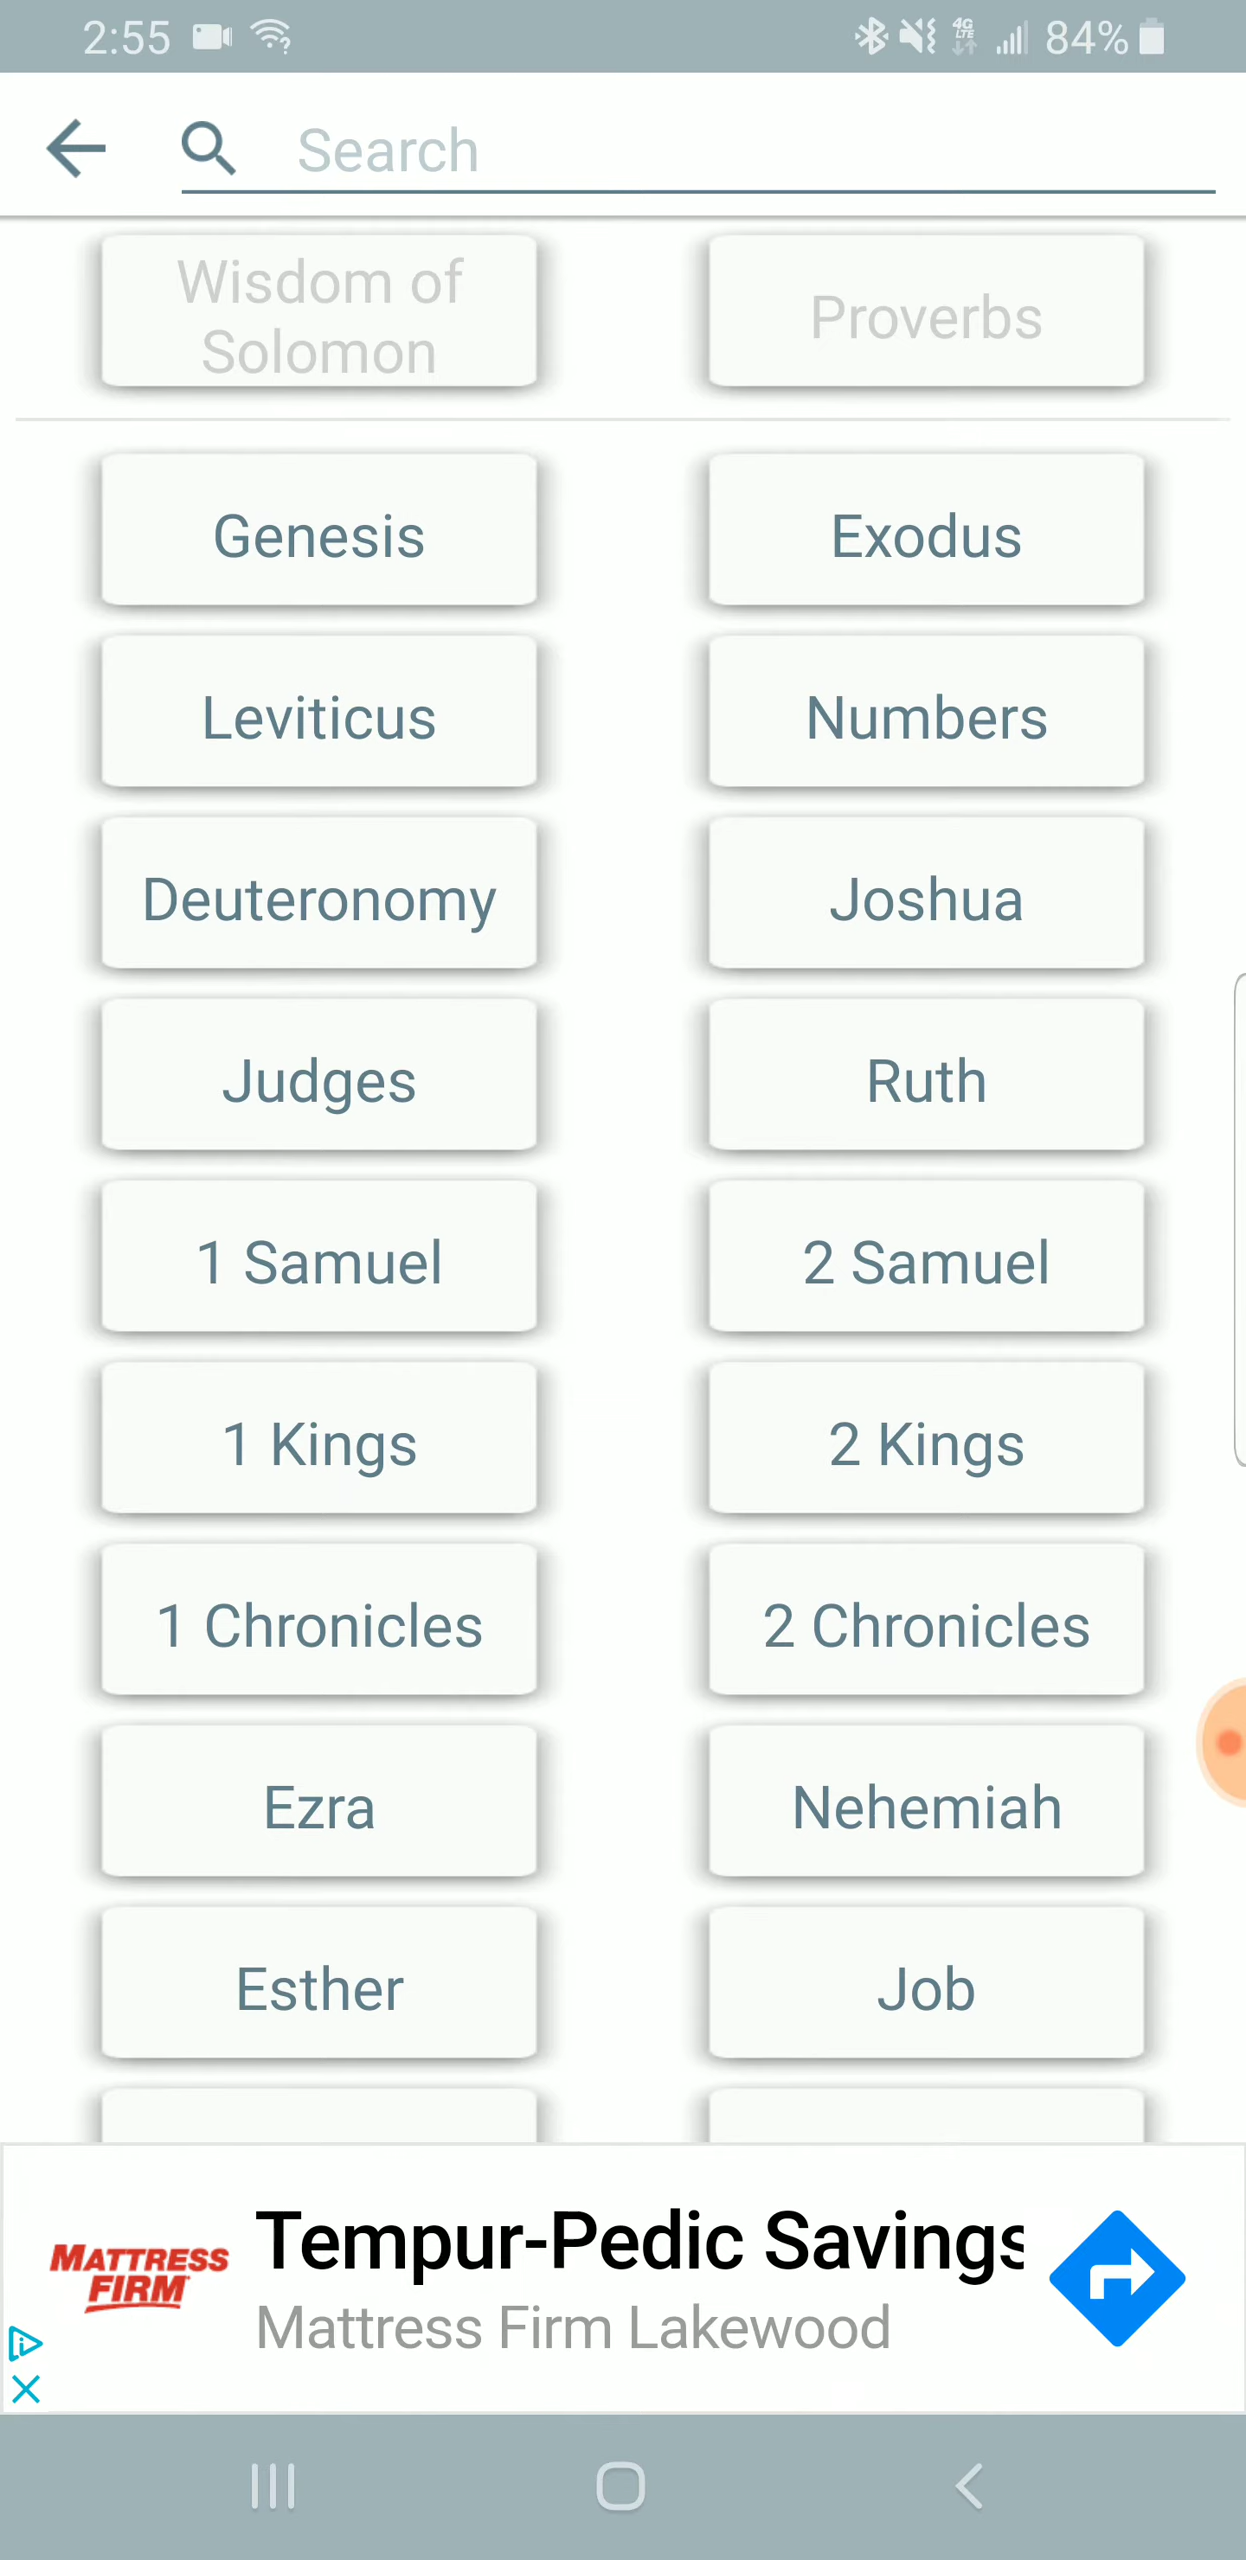 2:55
4G
LTE
84%
Search
Wisdom of
Solomon
Proverbs
Genesis
Exodus
Leviticus
Numbers
Deuteronomy
Joshua
Judges
Ruth
1 Samuel
2 Samuel
1 Kings
2 Kings
1 Chronicles
2 Chronicles
Ezra
Nehemiah
Esther
Job
MATTRESS
FIRM
Tempur-Pedic Savings
Mattress Firm Lakewood